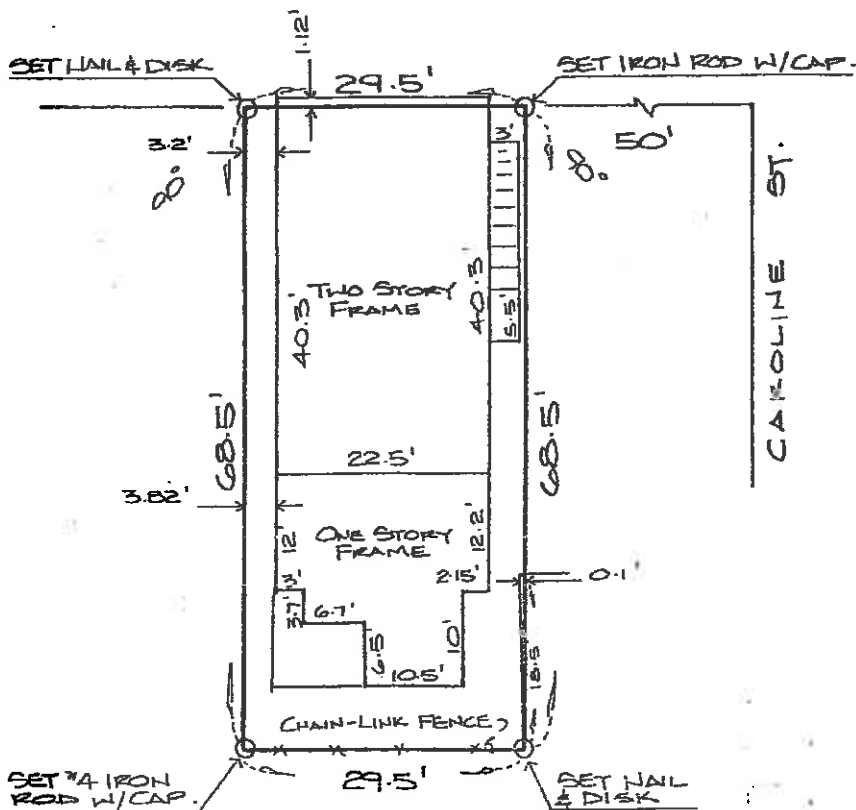 1.12'
SET NAIL & DISK
29.5'
SET IRON ROD W/CAP.
50'
3.2'
3'
90°
90°
CAROLINE ST.
TWO STORY
FRAME
40.3'
40.3
5.5'
68.5'
68.5'
22.5'
3.82'
ONE STORY
FRAME
12'
12.2'
3'
2.15'
0.1
3.7'
6.7'
6.5
10'
10.5'
18.5
CHAIN-LINK FENCE
SET #4 IRON
ROD W/CAP.
29.5'
SET NAIL
& DISK